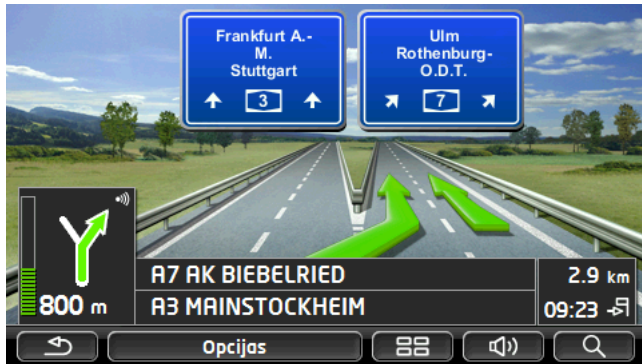 Frankfurt A.-
M.
Stuttgart
3
Ulm
Rothenburg-
O.D.T.
7
800 m
A7 AK BIEBELRIED
2.9 km
A3 MAINSTOCKHEIM
09:23
Opcijas